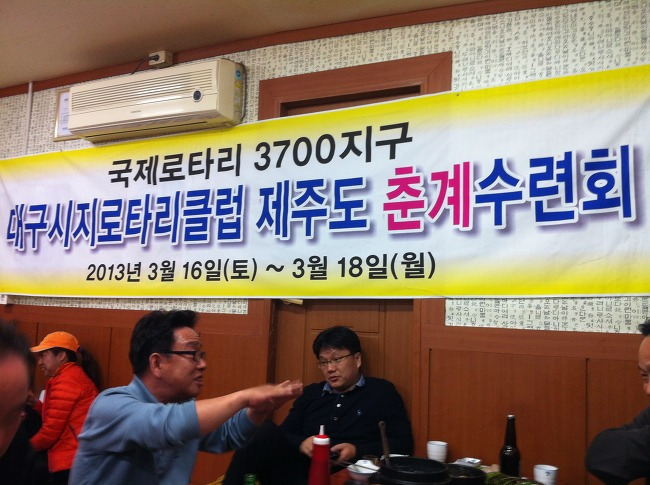 국제로타리 3700지구
대구시지로타리클럽 제주도 춘계수련회
2013년 3월 16일(토) ~ 3월 18일(월)